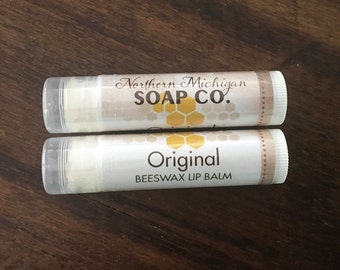 Northern Michigan
SOAP CO.
Original
BEESWAX LIP BALM